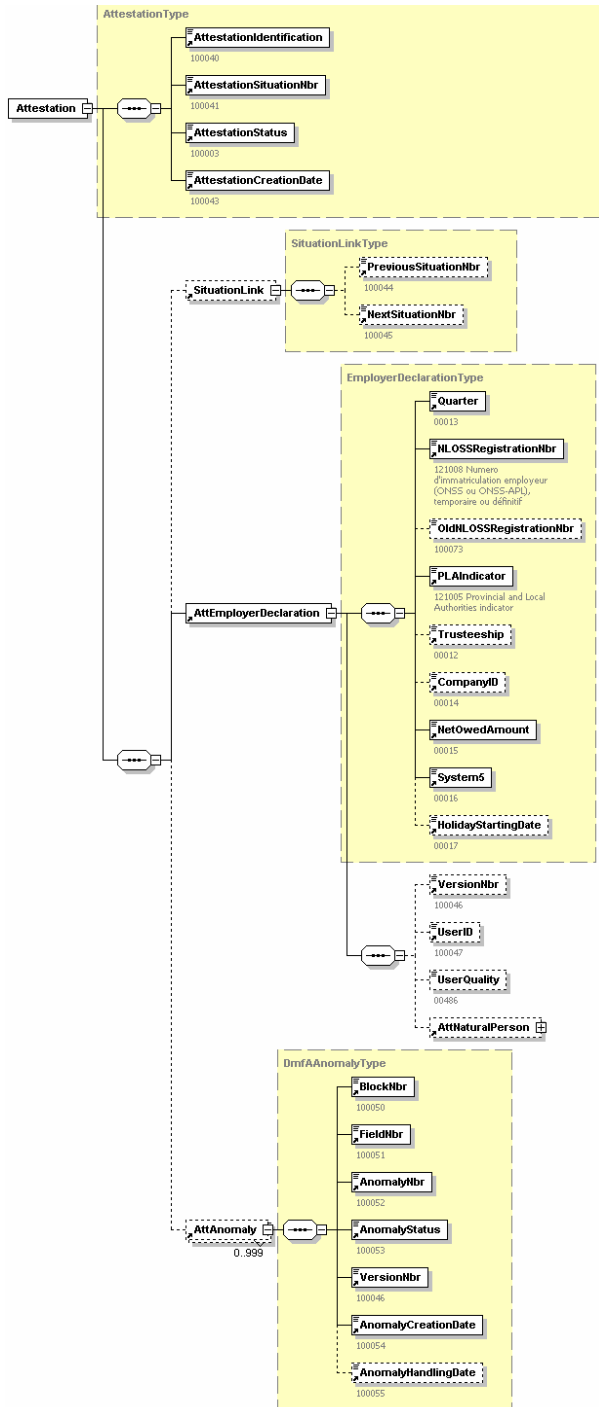 AttestationType
AttestationIdentification
100040
AttestationSituationNbr
100041
Attestation
AttestationStatus
100003
AttestationCreationDate
100043
SituationLinkType
PreviousSituationNbr
100044
SituationLink
NextSituationNbr
100045
EmployerDeclarationType
Quarter
00013
NLOSSRegistrationNbr
121008 Numero
d'immatriculation employeur
(ONSS ou ONSS-APL),
temporaire ou définitif
OldNLOSSRegistrationNbr
100073
PLAIndicator
121005 Provincial and Local
Authorities indicator
AttEmployerDeclaration
Trusteeship
00012
CompanyID
00014
NetOwedAmount
00015
System5
00016
HolidayStartingDate
00017
VersionNbr
100046
UserID
100047
UserQuality
00486
AttNaturalPerson
DmfAAnomalyType
BlockNbr
100050
FieldNbr
100051
AnomalyNbr
100052
AttAnomaly
0..999
AnomalyStatus
100053
VersionNbr
100046
AnomalyCreationDate
100054
AnomalyHandlingDate
100055